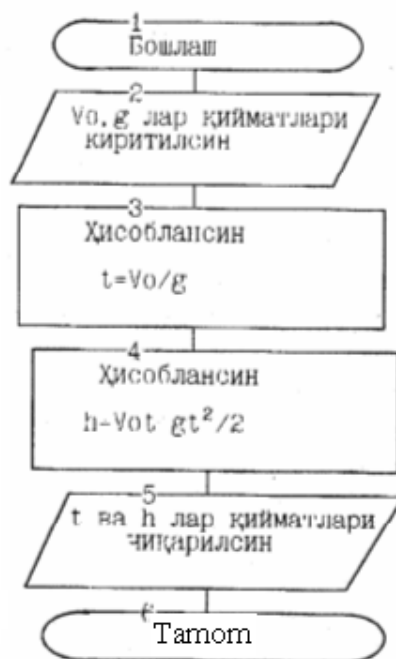 1
Бошлаш
2
Vo,g лар қийматлари
киритилсин
3
Ҳисоблансин
t=Vo/g
4
Ҳисоблансин
h-Vot gt²/2
5
t ва h лар қийматлари
чиқарилсин
6
Tamom